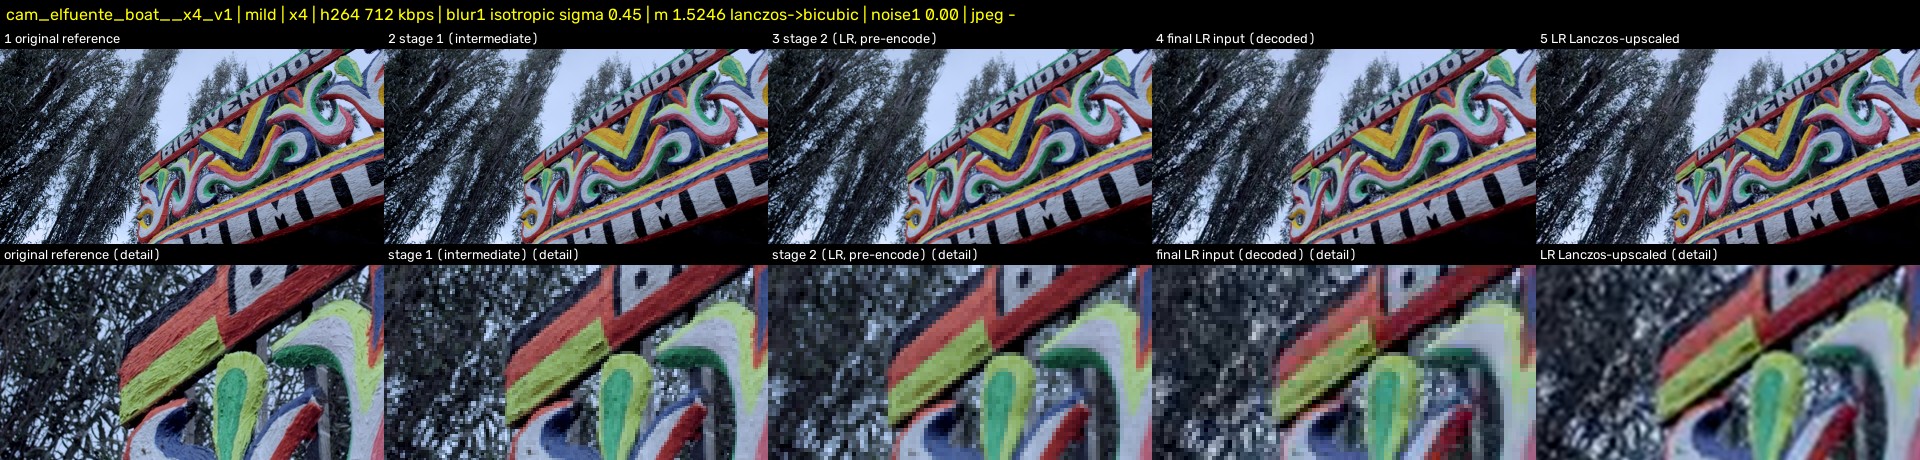 cam_elfuente_boat__x4_v1 | mild | x4 | h264 712 kbps | blur1 isotropic sigma 0.45 | m 1.5246 lanczos->bicubic | noise1 0.00 | jpeg -
1 original reference
2 stage 1 (intermediate)
3 stage 2 (LR, pre-encode)
4 final LR input (decoded)
5 LR Lanczos-upscaled
BIENVENIDOS
BIENVENIDOS
BIENVENIDOS
BIENVENIDOS
BIENVENIDOS
original reference (detail)
stage 1 (intermediate) (detail)
stage 2 (LR, pre-encode) (detail)
final LR input (decoded) (detail)
LR Lanczos-upscaled (detail)